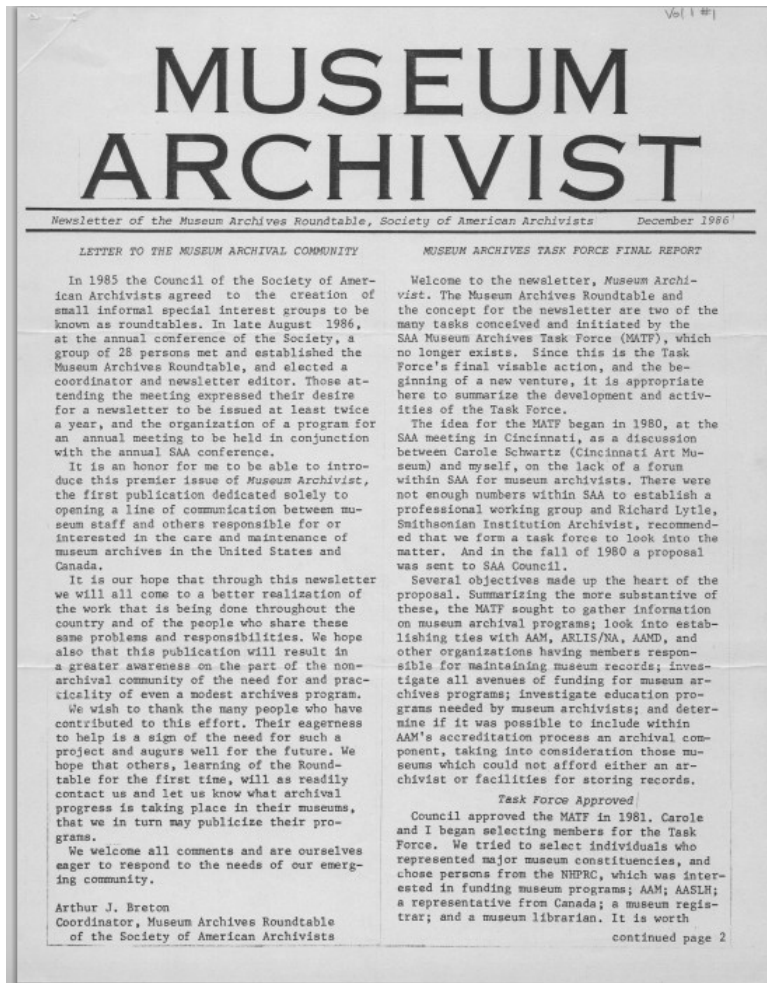 Vol 1 #1
MUSEUM
ARCHIVIST
Newsletter of the Museum Archives Roundtable, Society of American Archivists December 1986
LETTER TO THE MUSEUM ARCHIVAL COMMUNITY
In 1985 the Council of the Society of Amer-
ican Archivists agreed to the creation of
small informal special interest groups to be
known as roundtables. In late August 1986,
at the annual conference of the Society, a
group of 28 persons met and established the
Museum Archives Roundtable, and elected a
coordinator and newsletter editor. Those at-
tending the meeting expressed their desire
for a newsletter to be issued at least twice
a year, and the organization of a program for
an annual meeting to be held in conjunction
with the annual SAA conference.
It is an honor for me to be able to intro-
duce this premier issue of Museum Archivist,
the first publication dedicated solely to
opening a line of communication between mu-
seum staff and others responsible for or
interested in the care and maintenance of
museum archives in the United States and
Canada.
It is our hope that through this newsletter
we will all come to a better realization of
the work that is being done throughout the
country and of the people who share these
same problems and responsibilities. We hope
also that this publication will result in
a greater awareness on the part of the non-
archival community of the need for and prac-
ticality of even a modest archives program.
We wish to thank the many people who have
contributed to this effort. Their eagerness
to help is a sign of the need for such a
project and augurs well for the future. We
hope that others, learning of the Round-
table for the first time, will as readily
contact us and let us know what archival
progress is taking place in their museums,
that we in turn may publicize their pro-
grams.
We welcome all comments and are ourselves
eager to respond to the needs of our emerg-
ing community.
Arthur J. Breton
Coordinator, Museum Archives Roundtable
of the Society of American Archivists
MUSEUM ARCHIVES TASK FORCE FINAL REPORT
Welcome to the newsletter, Museum Archi-
vist. The Museum Archives Roundtable and
the concept for the newsletter are two of the
many tasks conceived and initiated by the
SAA Museum Archives Task Force (MATF), which
no longer exists. Since this is the Task
Force's final visable action, and the be-
ginning of a new venture, it is appropriate
here to summarize the development and activ-
ities of the Task Force.
The idea for the MATF began in 1980, at the
SAA meeting in Cincinnati, as a discussion
between Carole Schwartz (Cincinnati Art Mu-
seum) and myself, on the lack of a forum
within SAA for museum archivists. There were
not enough numbers within SAA to establish a
professional working group and Richard Lytle,
Smithsonian Institution Archivist, recommend-
ed that we form a task force to look into the
matter. And in the fall of 1980 a proposal
was sent to SAA Council.
Several objectives made up the heart of the
proposal. Summarizing the more substantive of
these, the MATF sought to gather information
on museum archival programs; look into estab-
lishing ties with AAM, ARLIS/NA, AAMD, and
other organizations having members respon-
sible for maintaining museum records; inves-
tigate all avenues of funding for museum ar-
chives programs; investigate education pro-
grams needed by museum archivists; and deter-
mine if it was possible to include within
AAM's accreditation process an archival com-
ponent, taking into consideration those mu-
seums which could not afford either an ar-
chivist or facilities for storing records.
Task Force Approved
Council approved the MATF in 1981. Carole
and I began selecting members for the Task
Force. We tried to select individuals who
represented major museum constituencies, and
chose persons from the NHPRC, which was inter-
ested in funding museum programs; AAM; AASLH;
a representative from Canada; a museum regis-
trar; and a museum librarian. It is worth
continued page 2